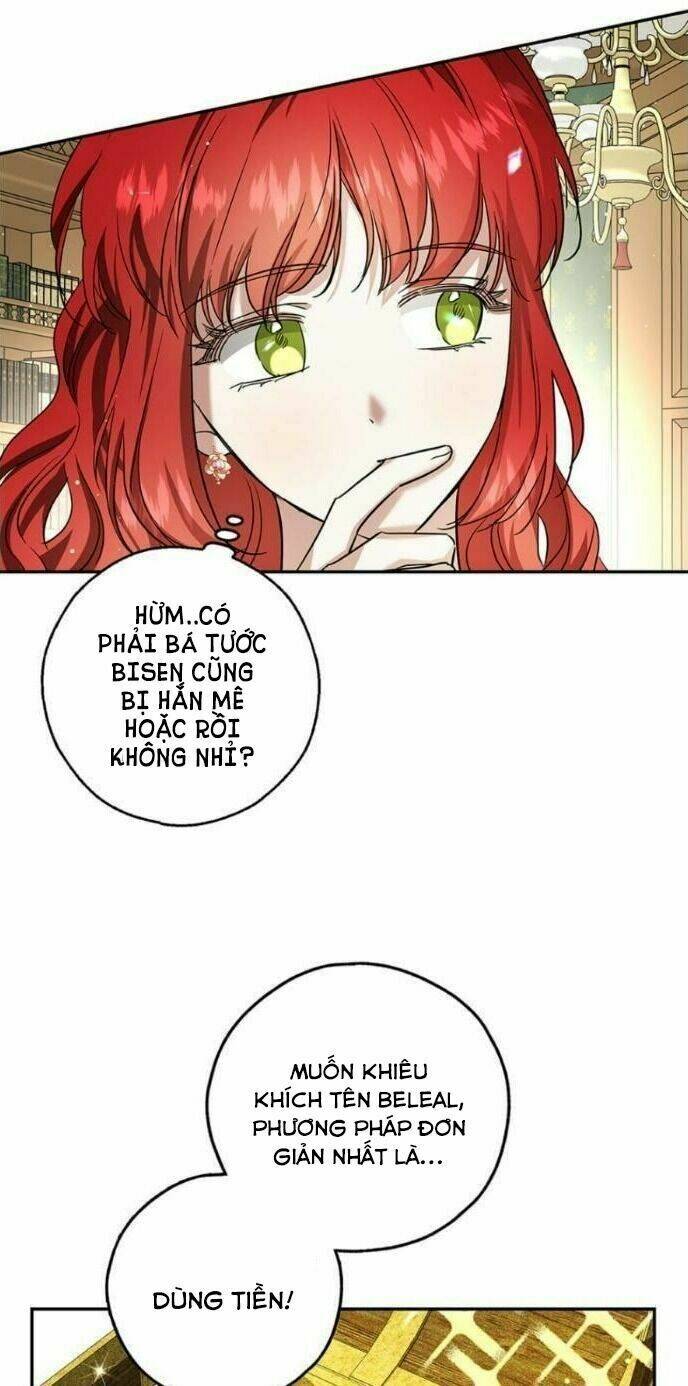 HỪM..CÓ
PHẢI BÁ TƯỚC
BISEN CŨNG
BỊ HẮN MÊ
HOẶC RỒI
KHÔNG NHỈ?
MUỐN KHIÊU
KHÍCH TÊN BELEAL,
PHƯƠNG PHÁP ĐƠN
GIẢN NHẤT LÀ...
DÙNG TIỀN!